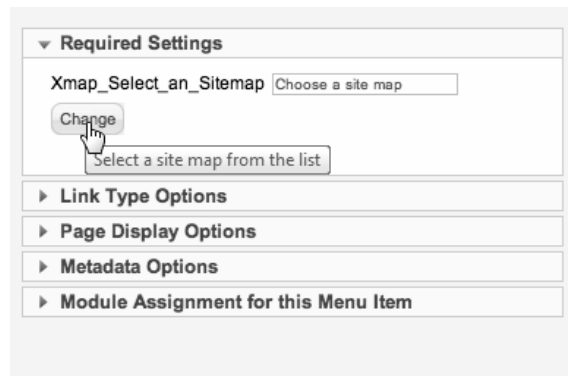 Required Settings
Xmap_Select_an_Sitemap Choose a site map
Change
Select a site map from the list
Link Type Options
Page Display Options
Metadata Options
Module Assignment for this Menu Item